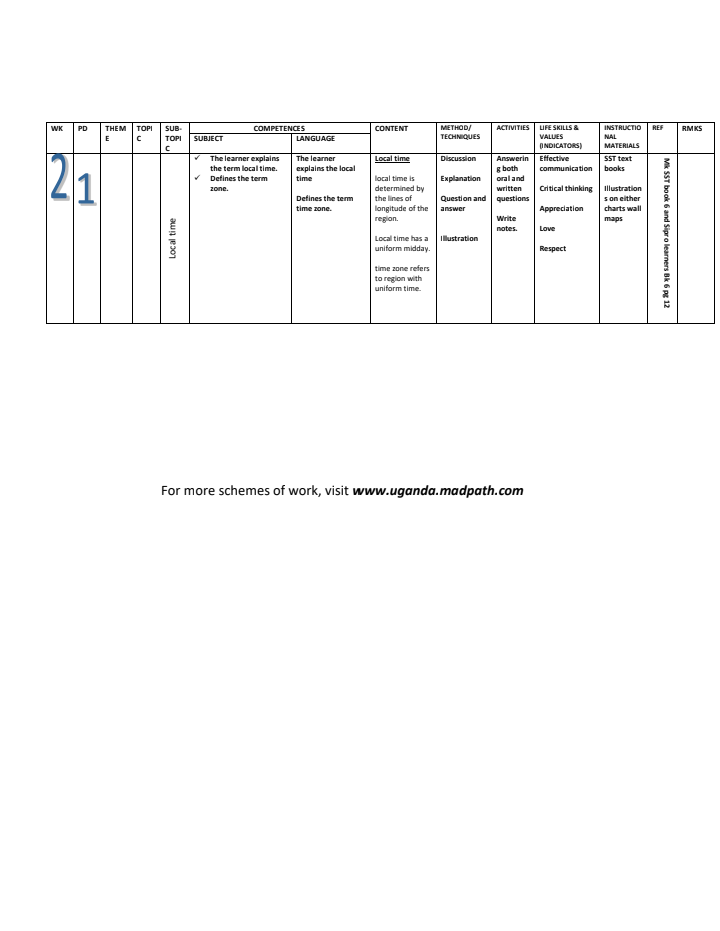 WK PD THEM TOPI SUB- COMPETENCES CONTENT METHOD/ ACTIVITIES LIFE SKILLS & INSTRUCTIO REF RMKS
E C TOPI SUBJECT LANGUAGE TECHNIQUES VALUES NAL
C (INDICATORS) MATERIALS
2
1
Local time
✓ The learner explains
the term local time.
✓ Defines the term
zone.
The learner
explains the local
time
Defines the term
time zone.
Local time
local time is
determined by
the lines of
longitude of the
region.
Local time has a
uniform midday.
time zone refers
to region with
uniform time.
Discussion
Explanation
Question and
answer
Illustration
Answerin
g both
oral and
written
questions
Write
notes.
Effective
communication
Critical thinking
Appreciation
Love
Respect
SST text
books
Illustration
s on either
charts wall
maps
Mk SST book 6 and Sipro learners Bk 6 pg 12
For more schemes of work, visit www.uganda.madpath.com